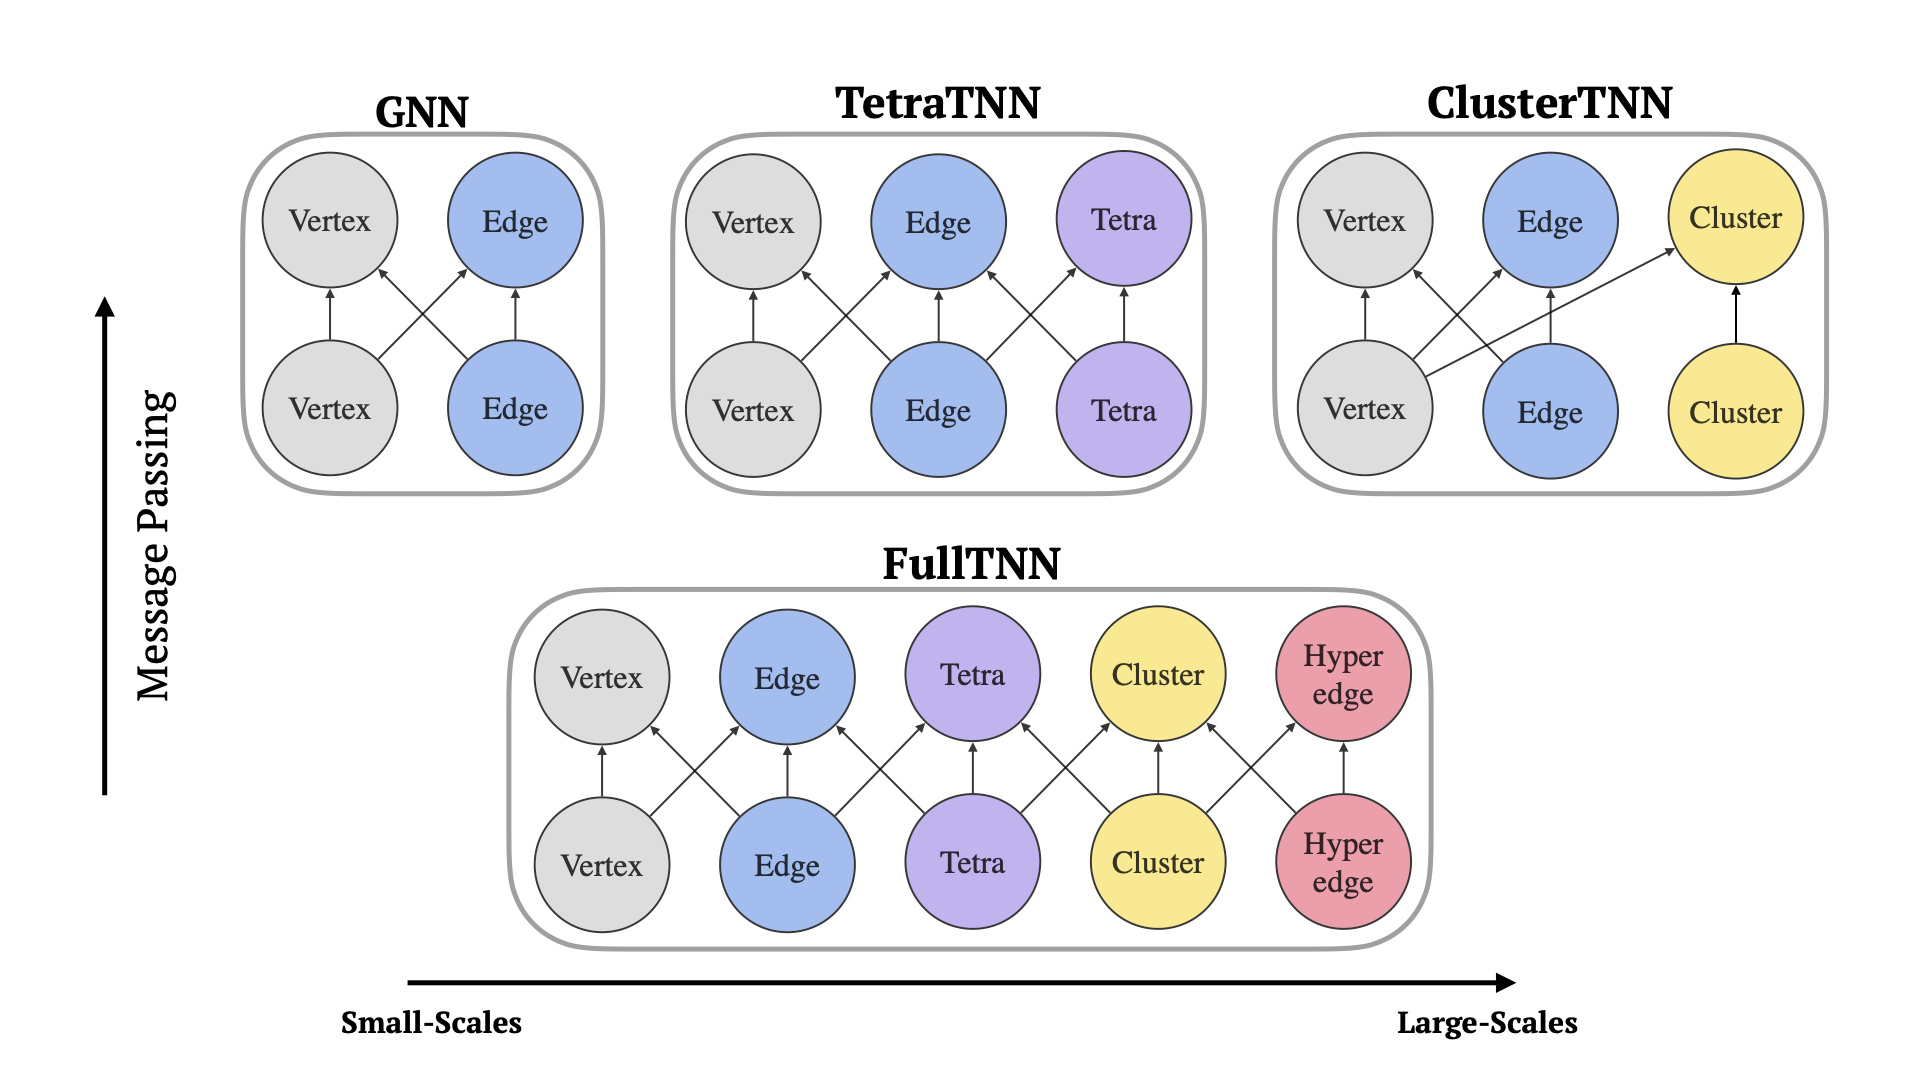 GNN
TetraTNN
ClusterTNN
Vertex
Edge
Vertex
Edge
Tetra
Vertex
Edge
Cluster
Vertex
Edge
Vertex
Edge
Tetra
Vertex
Edge
Cluster
Message Passing
FullTNN
Vertex
Edge
Tetra
Cluster
Hyper
edge
Vertex
Edge
Tetra
Cluster
Hyper
edge
Small-Scales
Large-Scales